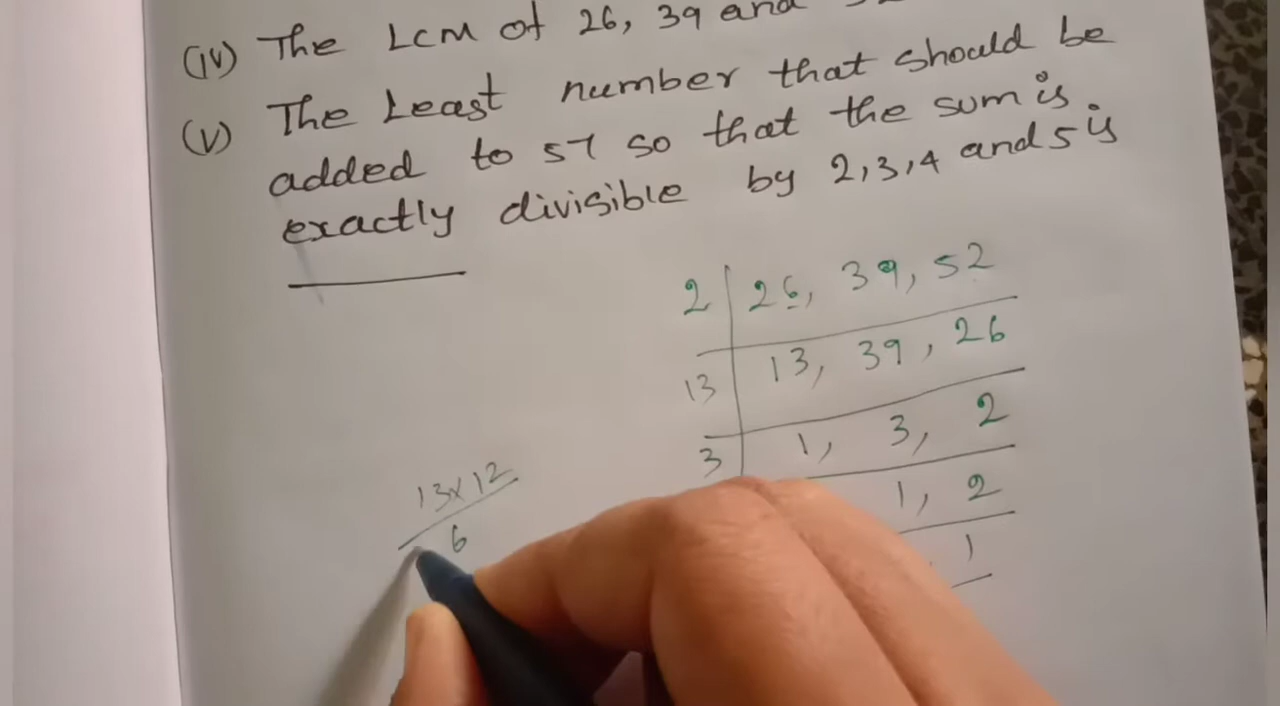 (iv) The LCM of 26, 39 and
(v) The Least number that should be
added to 57 so that the sum is
exactly divisible by 2,3,4 and 5 is
2 26, 39, 52
13 13, 39, 26
3 1, 3, 2
1, 2
1
13x12
6